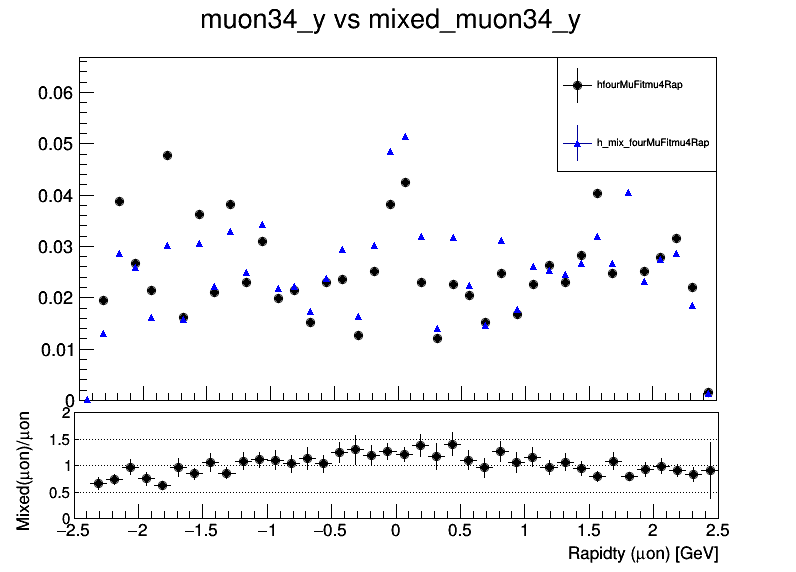 muon34_y vs mixed_muon34_y
hfourMuFitmu4Rap
h_mix_fourMuFitmu4Rap
0.06
0.05
0.04
0.03
0.02
0.01
0
Mixed(μon)/μon
2
1.5
1
0.5
0
−2.5 −2 −1.5 −1 −0.5 0 0.5 1 1.5 2 2.5
Rapidty (μon) [GeV]